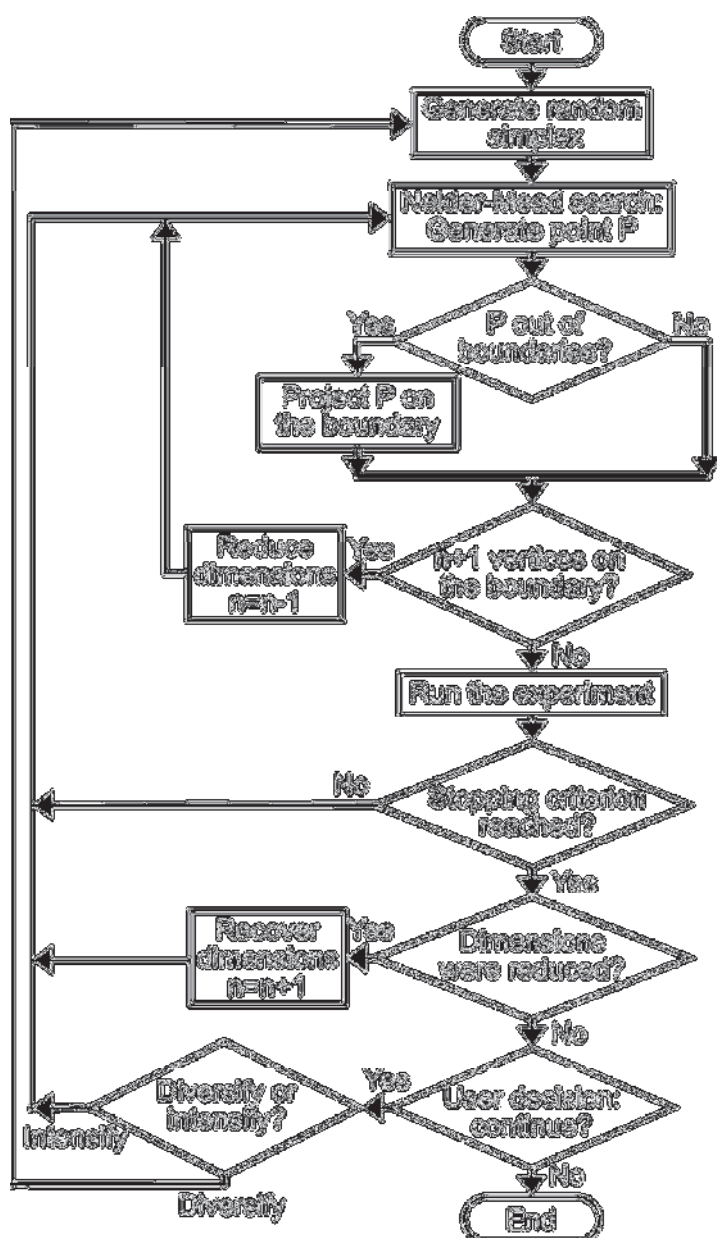 Start
Generate random
simplex
Nelder-Mead search:
Generate point P
Yes
P out of
boundaries?
No
Project P on
the boundary
Reduce
dimensions
n=n-1
Yes
n+1 vertices on
the boundary?
No
Run the experiment
No
Stopping criterion
reached?
Yes
Recover
dimensions
n=n+1
Yes
Dimensions
were reduced?
No
Diversify or
intensify?
Yes
User decision:
continue?
Intensify
No
Diversify
End